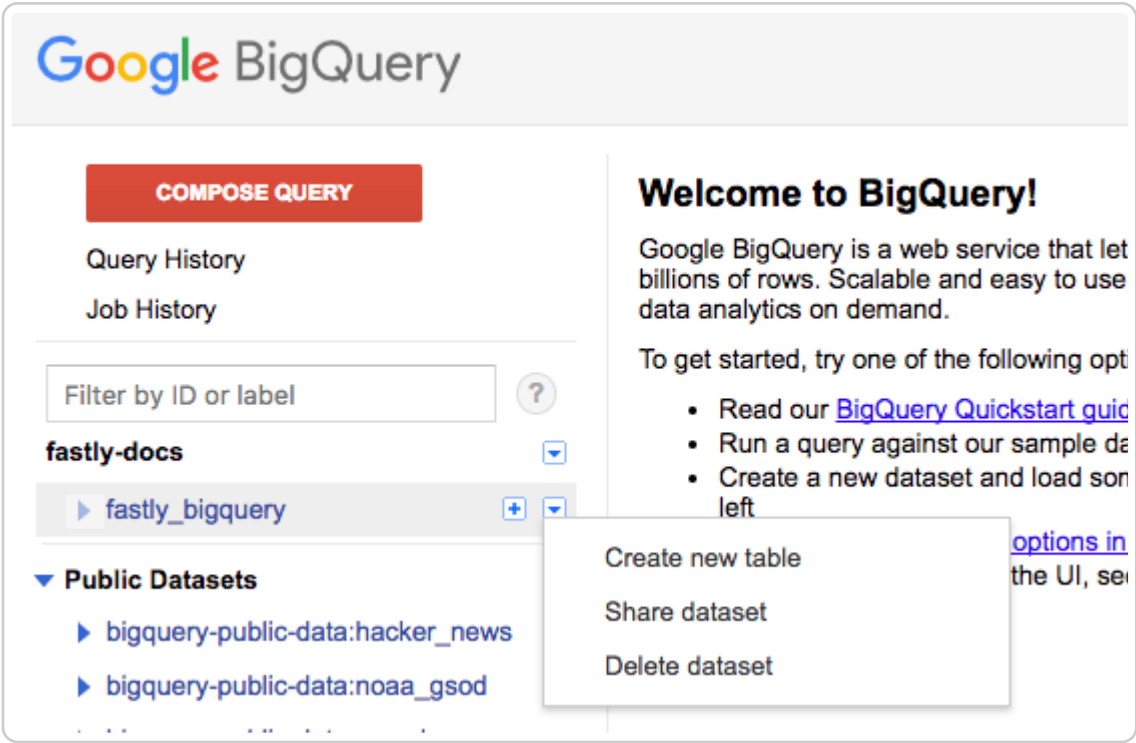 Google BigQuery
COMPOSE QUERY
Query History
Job History
Filter by ID or label
?
fastly-docs
fastly_bigquery
Public Datasets
bigquery-public-data:hacker_news
bigquery-public-data:noaa_gsod
Welcome to BigQuery!
Google BigQuery is a web service that let
billions of rows. Scalable and easy to use
data analytics on demand.
To get started, try one of the following opti
• Read our BigQuery Quickstart guid
• Run a query against our sample da
• Create a new dataset and load son
left
options in
the UI, see
Create new table
Share dataset
Delete dataset